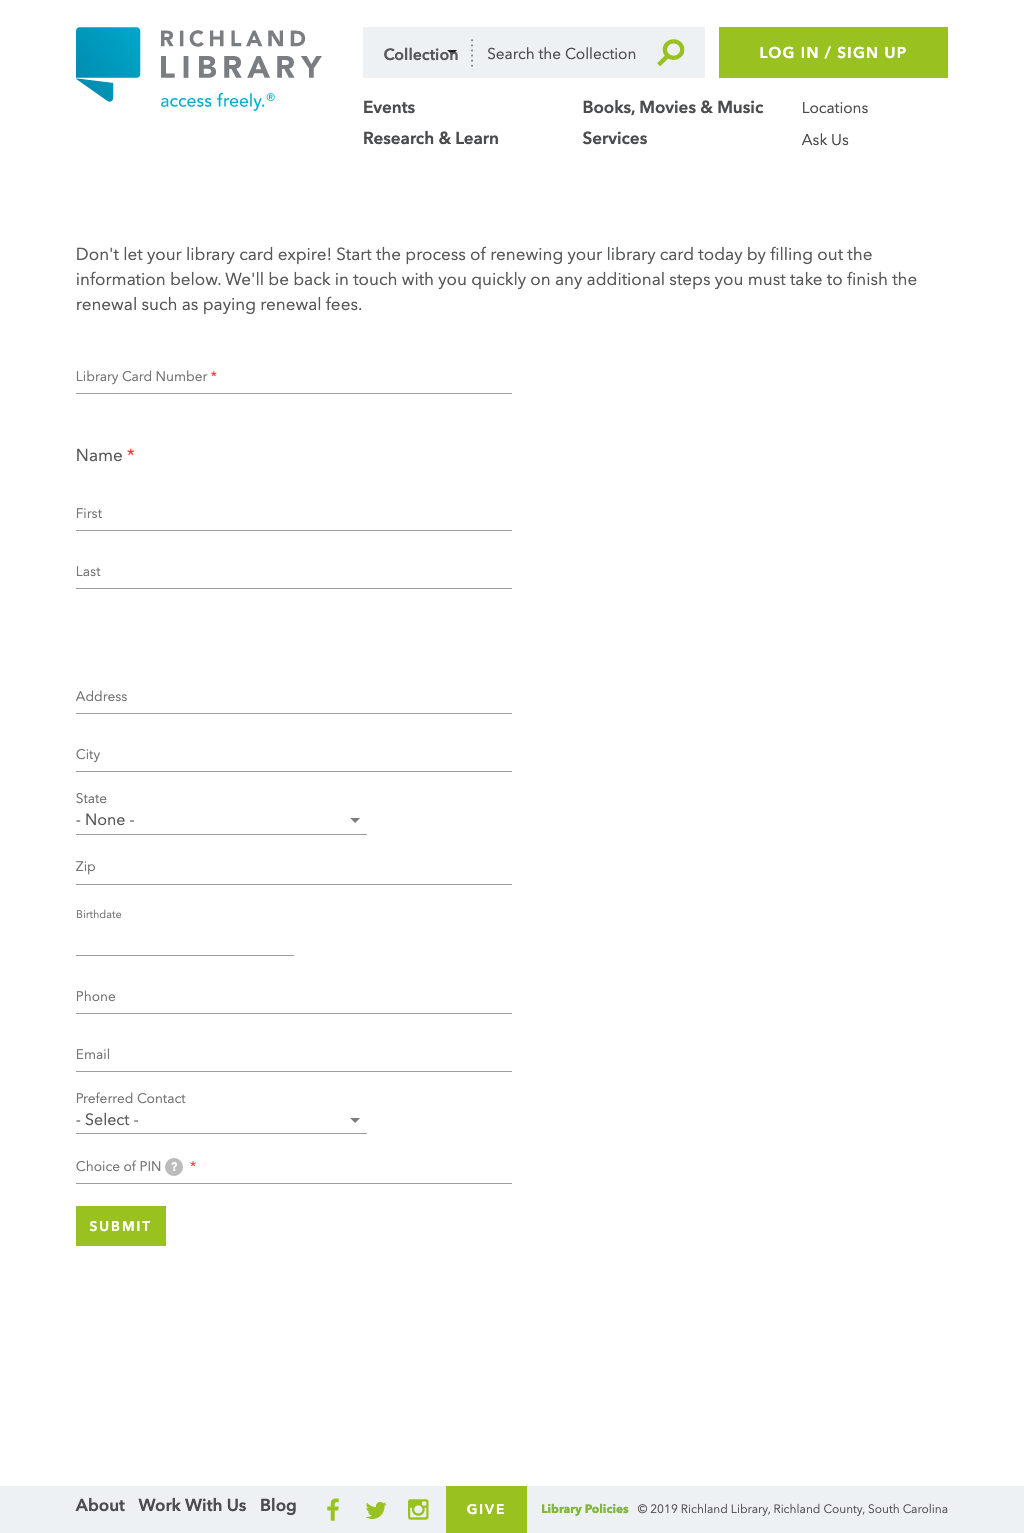 RICHLAND
LIBRARY
access freely.®
Collection
Search the Collection
LOG IN / SIGN UP
Events
Books, Movies & Music
Locations
Research & Learn
Services
Ask Us
Don't let your library card expire! Start the process of renewing your library card today by filling out the
information below. We'll be back in touch with you quickly on any additional steps you must take to finish the
renewal such as paying renewal fees.
Library Card Number *
Name *
First
Last
Address
City
State
- None -
Zip
Birthdate
Phone
Email
Preferred Contact
- Select -
Choice of PIN ? *
SUBMIT
About Work With Us Blog
GIVE
Library Policies © 2019 Richland Library, Richland County, South Carolina